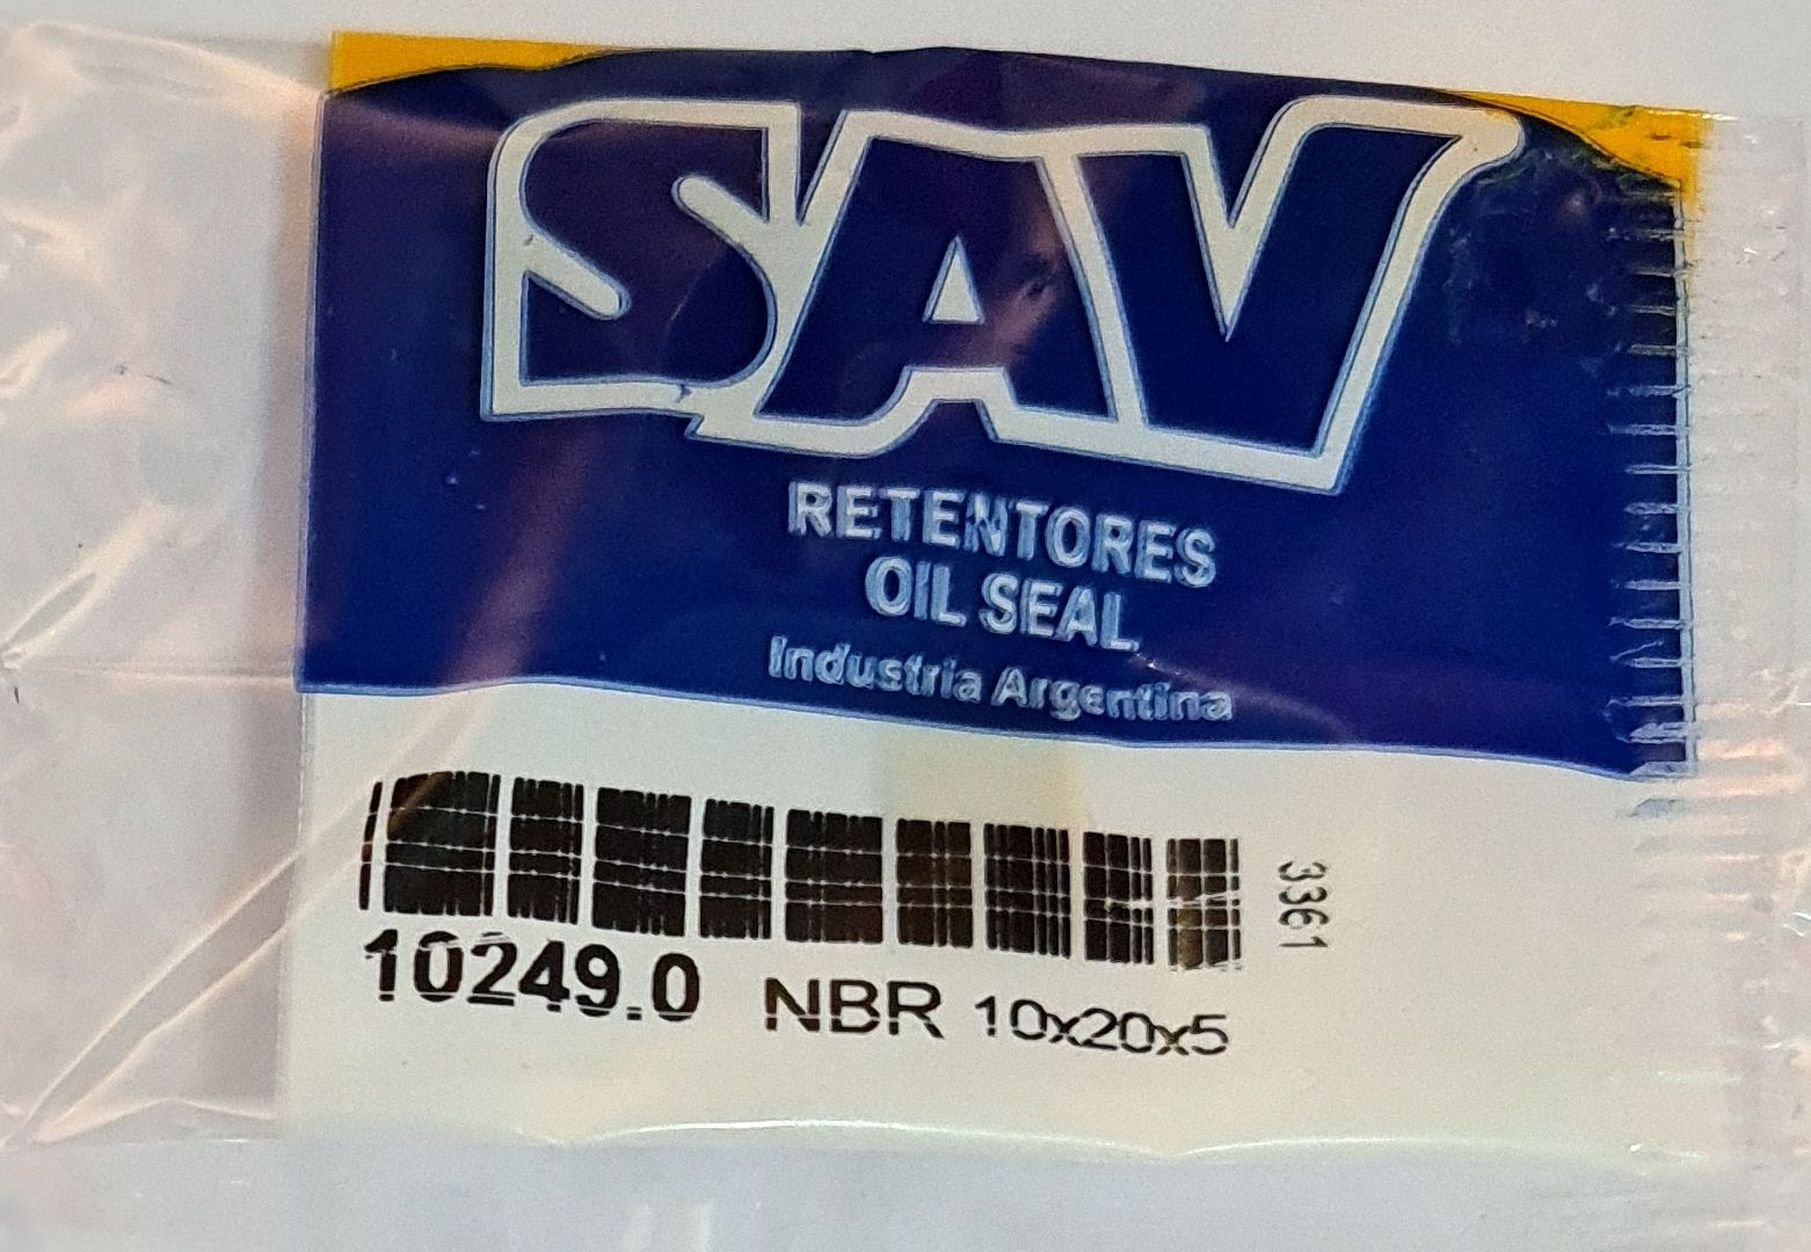 SAV
RETENTORES
OIL SEAL
Industria Argentina
3361
10249.0 NBR 10x20x5